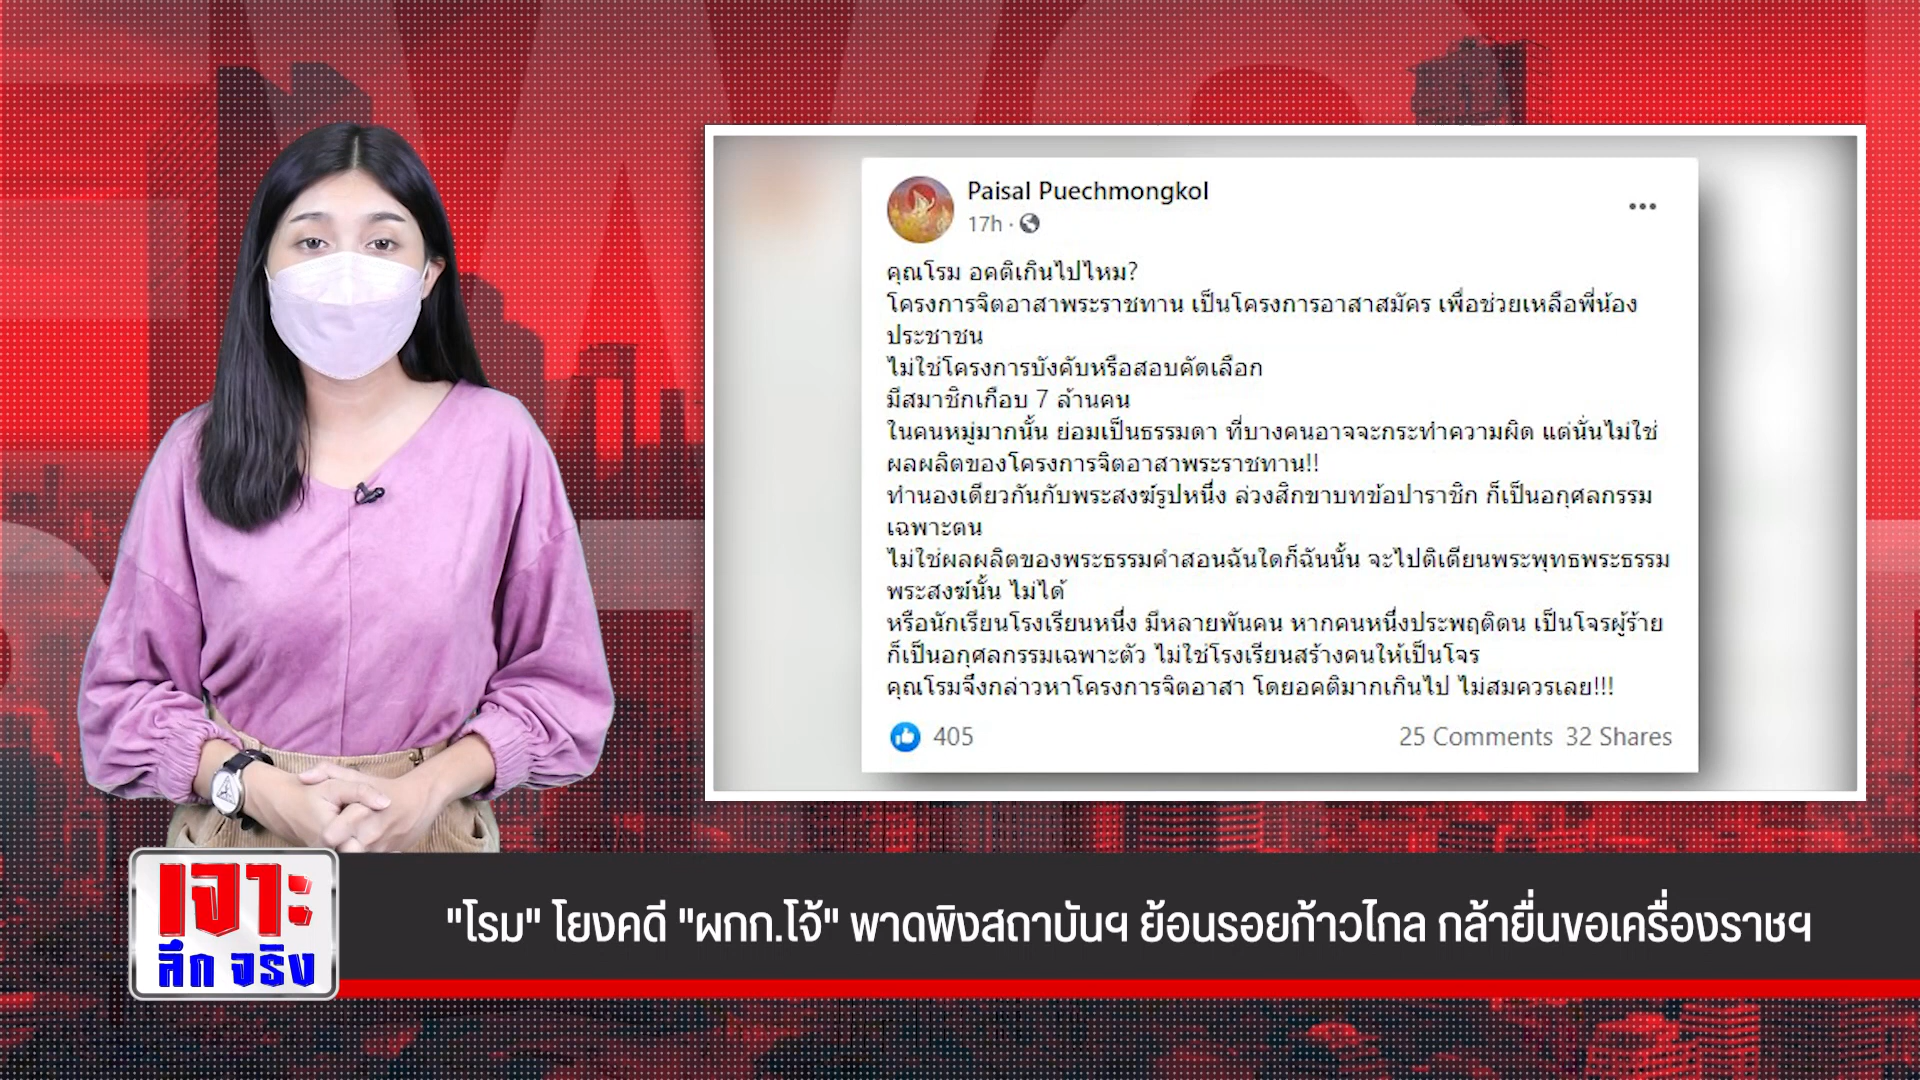 Paisal Puechmongkol
17h ·
คุณโรม อคติเกินไปไหม?
โครงการจิตอาสาพระราชทาน เป็นโครงการอาสาสมัคร เพื่อช่วยเหลือพี่น้อง
ประชาชน
ไม่ใช่โครงการบังคับหรือสอบคัดเลือก
มีสมาชิกเกือบ 7 ล้านคน
ในคนหมู่มากนั้น ย่อมเป็นธรรมดา ที่บางคนอาจจะกระทำความผิด แต่นั่นไม่ใช่
ผลผลิตของโครงการจิตอาสาพระราชทาน!!
ทำนองเดียวกันกับพระสงฆ์รูปหนึ่ง ล่วงสิกขาบทข้อปาราชิก ก็เป็นอกุศลกรรม
เฉพาะตน
ไม่ใช่ผลผลิตของพระธรรมคำสอนฉันใดก็ฉันนั้น จะไปติเตียนพระพุทธพระธรรม
พระสงฆ์นั้น ไม่ได้
หรือนักเรียนโรงเรียนหนึ่ง มีหลายพันคน หากคนหนึ่งประพฤติตน เป็นโจรผู้ร้าย
ก็เป็นอกุศลกรรมเฉพาะตัว ไม่ใช่โรงเรียนสร้างคนให้เป็นโจร
คุณโรมจึงกล่าวหาโครงการจิตอาสา โดยอคติมากเกินไป ไม่สมควรเลย!!!
405
25 Comments 32 Shares
เจาะ
ลึก จริง
"โรม" โยงคดี "ผกก.โจ้" พาดพิงสถาบันฯ ย้อนรอยก้าวไกล กล้ายื่นขอเครื่องราชฯ